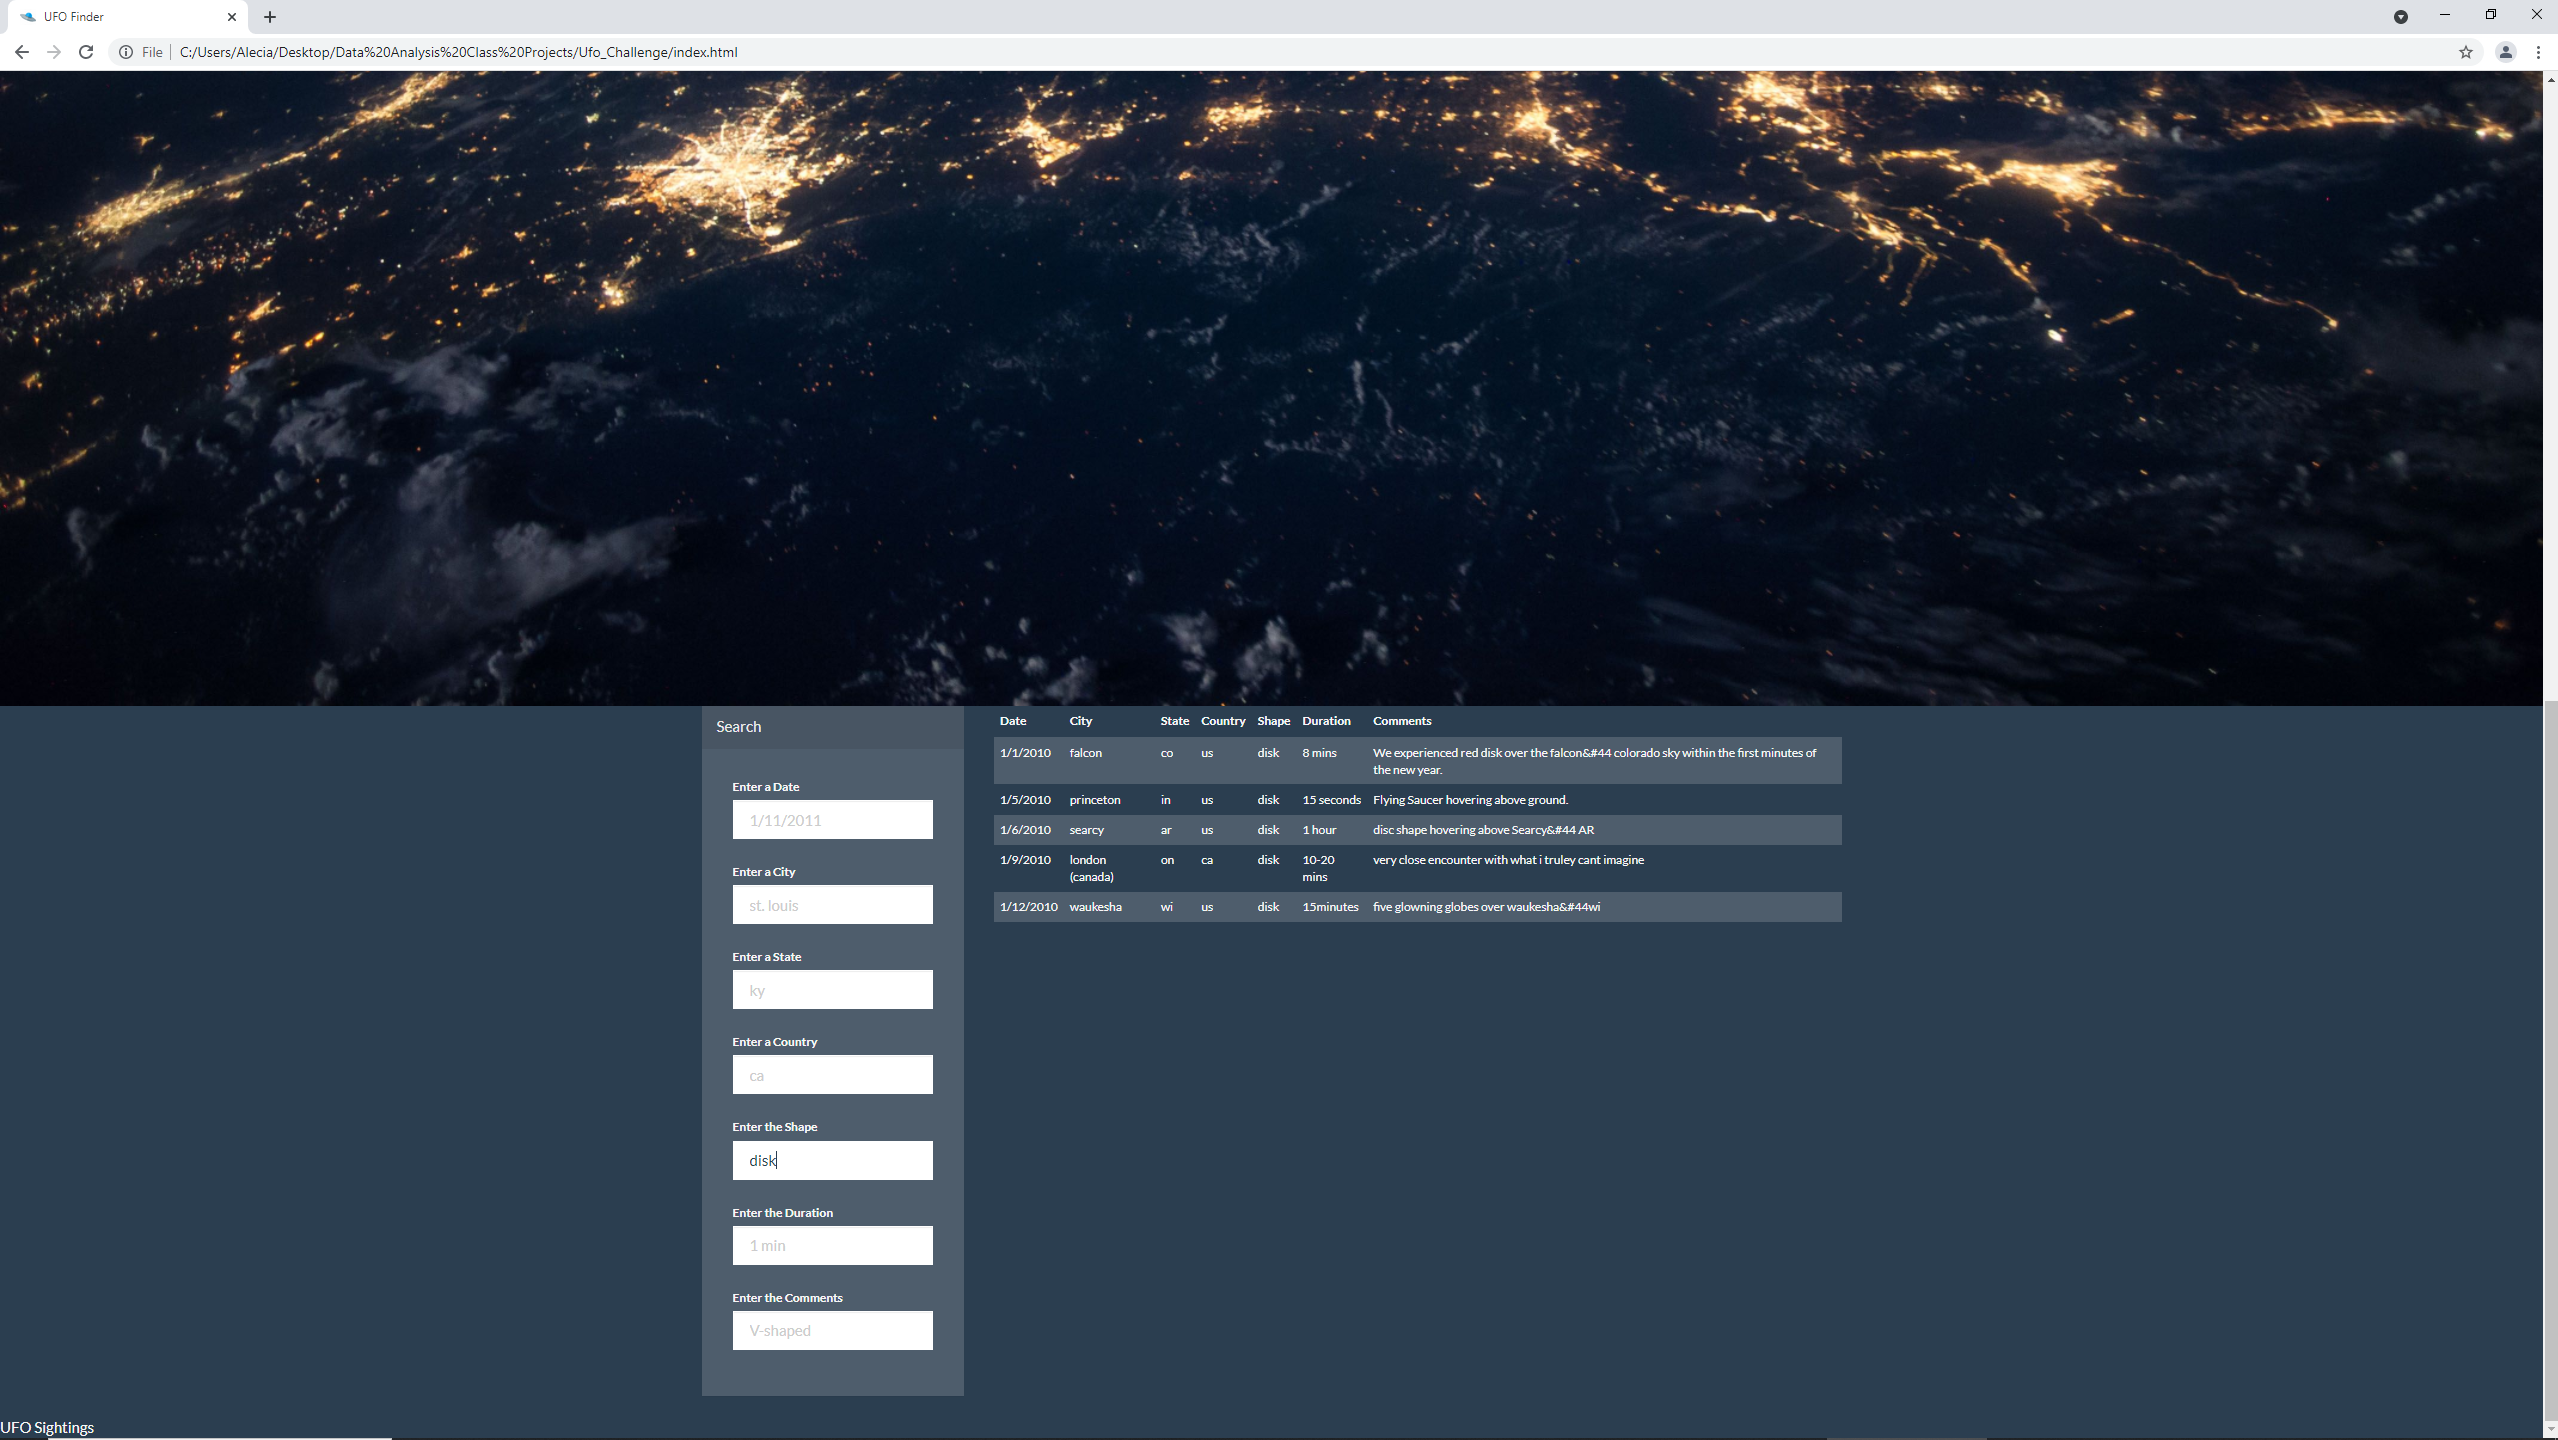 UFO Finder
File
C:/Users/Alecia/Desktop/Data%20Analysis%20Class%20Projects/Ufo_Challenge/index.html
Search
Enter a Date
1/11/2011
Enter a City
st. louis
Enter a State
ky
Enter a Country
ca
Enter the Shape
disk
Enter the Duration
1 min
Enter the Comments
V-shaped
Date City State Country Shape Duration Comments
1/1/2010 falcon co us disk 8 mins We experienced red disk over the falcon&#44 colorado sky within the first minutes of
the new year.
1/5/2010 princeton in us disk 15 seconds Flying Saucer hovering above ground.
1/6/2010 searcy ar us disk 1 hour disc shape hovering above Searcy&#44 AR
1/9/2010 london on ca disk 10-20 very close encounter with what i truley cant imagine
(canada) mins
1/12/2010 waukesha wi us disk 15minutes five glowning globes over waukesha&#44wi
UFO Sightings